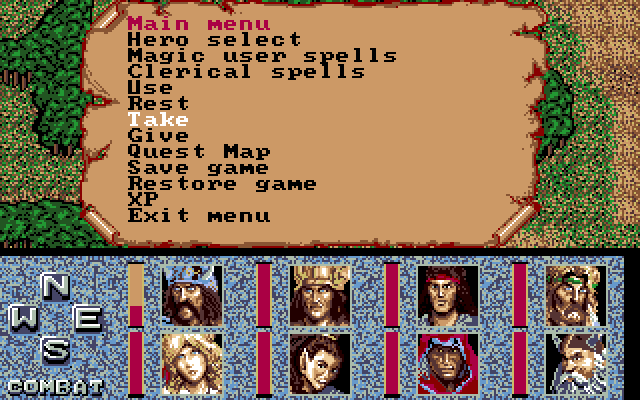 Main menu
Hero select
Magic user spells
Clerical spells
Use
Rest
Take
Give
Quest Map
Save game
Restore game
XP
Exit menu
N
W E
S
COMBAT